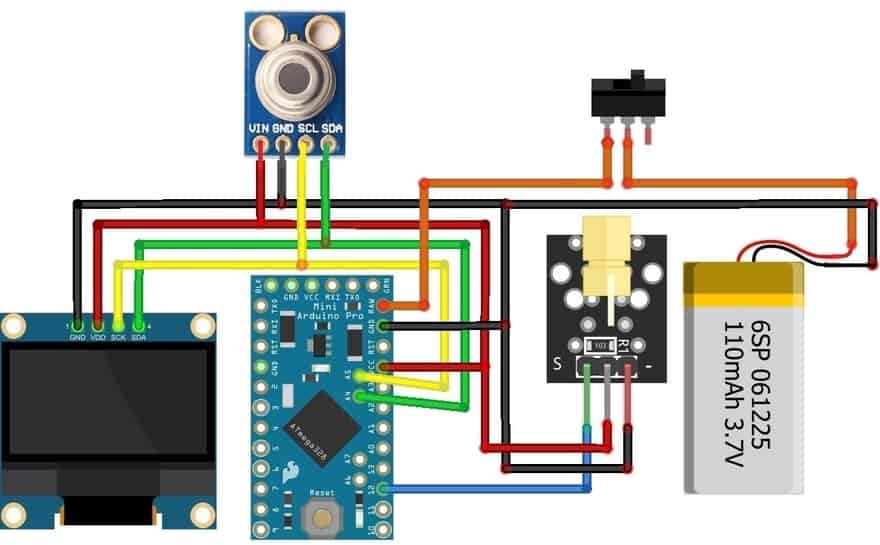 VIN GND SCL SDA
1 4
GND VDD SCK SDA
BLK GND VCC RXI TXO GRN
Mini
Arduino Pro
TXO
RXI
RST
GND
2
3
4
5
6
7
8
9
RAW
GND
RST
VCC
A3
A2
A1
A0
13
12
11
10
A5
A4
A7
A6
ATmega328
Reset
103
R1
S -
6SP 061225
110mAh 3.7V